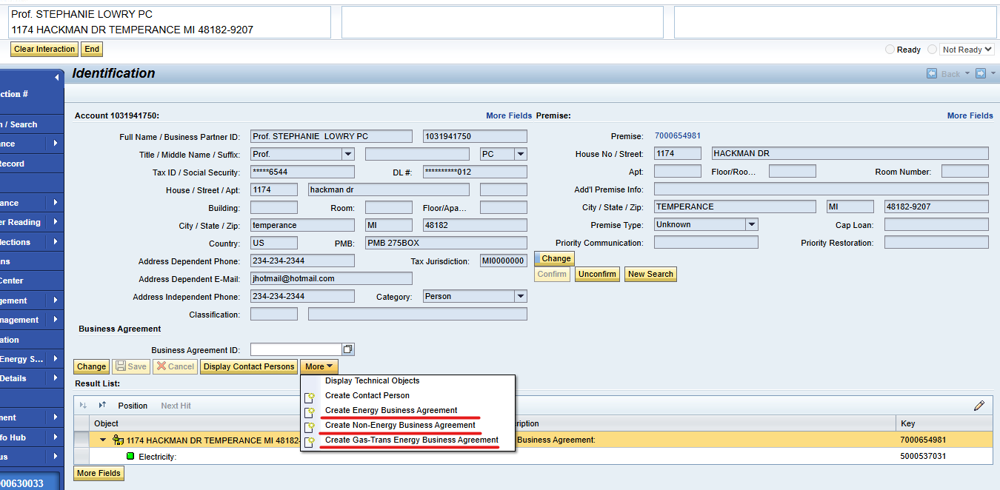 Prof. STEPHANIE LOWRY PC
1174 HACKMAN DR TEMPERANCE MI 48182-9207
Clear Interaction End
Ready Not Ready
Identification
Back
ction #
n / Search
nce
Record
ance
er Reading
lections
ns
Center
gement
nagement
ation
Energy S...
Details
ment
fo Hub
us
000630033
Account 1031941750: More Fields
Full Name / Business Partner ID: Prof. STEPHANIE LOWRY PC 1031941750
Title / Middle Name / Suffix: Prof. PC
Tax ID / Social Security: *****6544 DL #: **********012
House / Street / Apt: 1174 hackman dr
Building: Room: Floor/Apa...
City / State / Zip: temperance MI 48182
Country: US PMB: PMB 275BOX
Address Dependent Phone: 234-234-2344 Tax Jurisdiction: MI0000000
Address Dependent E-Mail: jhotmail@hotmail.com
Address Independent Phone: 234-234-2344 Category: Person
Classification:
Premise: More Fields
Premise: 7000654981
House No / Street: 1174 HACKMAN DR
Apt: Floor/Roo... Room Number:
Add'l Premise Info:
City / State / Zip: TEMPERANCE MI 48182-9207
Premise Type: Unknown Cap Loan:
Priority Communication: Priority Restoration:
Change
Confirm Unconfirm New Search
Business Agreement
Business Agreement ID:
Change Save Cancel Display Contact Persons More
Display Technical Objects
Create Contact Person
Create Energy Business Agreement
Create Non-Energy Business Agreement
Create Gas-Trans Energy Business Agreement
Result List:
Position Next Hit
Object ription Key
1174 HACKMAN DR TEMPERANCE MI 48182- Business Agreement: 7000654981
Electricity: 5000537031
More Fields